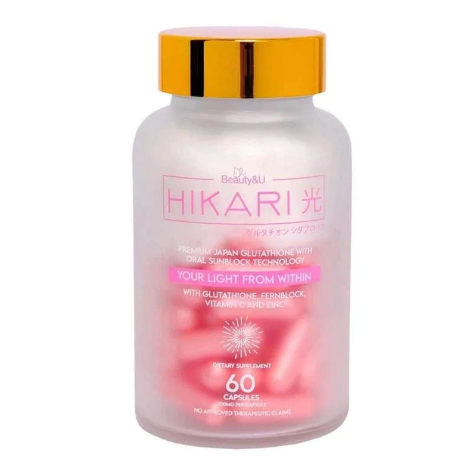 Beauty&U
HIKARI 光
PREMIUM JAPAN GLUTATHIONE WITH
ORAL SUNBLOCK TECHNOLOGY
YOUR LIGHT FROM WITHIN
WITH GLUTATHIONE, FERNBLOCK,
VITAMIN C AND ZINC
DIETARY SUPPLEMENT
60
CAPSULES
NO APPROVED THERAPEUTIC CLAIMS